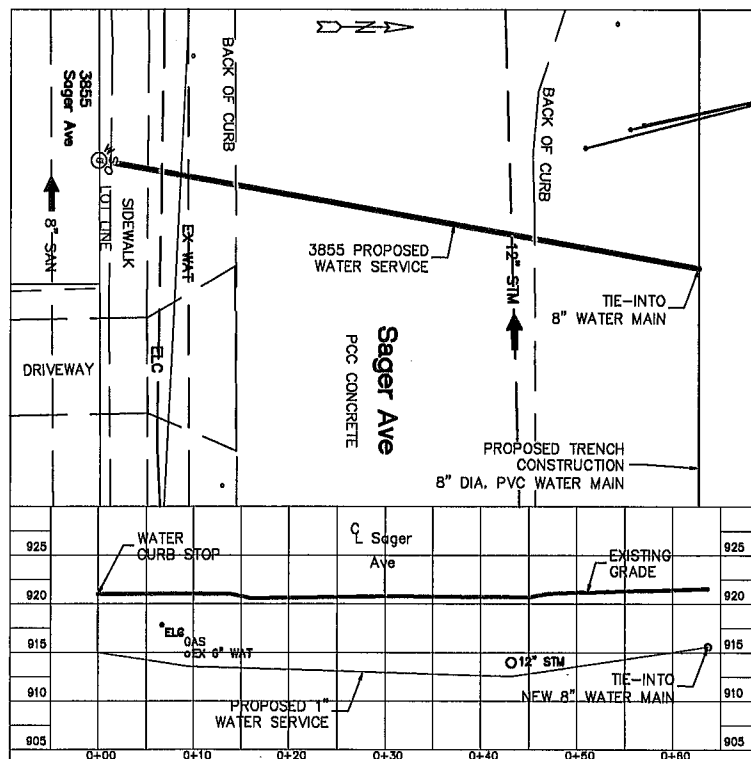 N
3855
Sager Ave
BACK OF CURB
BACK OF CURB
WSO
LOT LINE
8" SAN
SIDEWALK
EX WAT
ELC
12" STM
3855 PROPOSED
WATER SERVICE
TIE-INTO
8" WATER MAIN
DRIVEWAY
Sager Ave
PCC CONCRETE
PROPOSED TRENCH
CONSTRUCTION
8" DIA. PVC WATER MAIN
925
WATER
CURB STOP
CL Sager
Ave
EXISTING
GRADE
925
920
920
ELC
GAS
EX 6" WAT
915
12" STM
915
TIE-INTO
NEW 8" WATER MAIN
PROPOSED 1"
WATER SERVICE
910
910
905
905
0+00
0+10
0+20
0+30
0+40
0+50
0+60